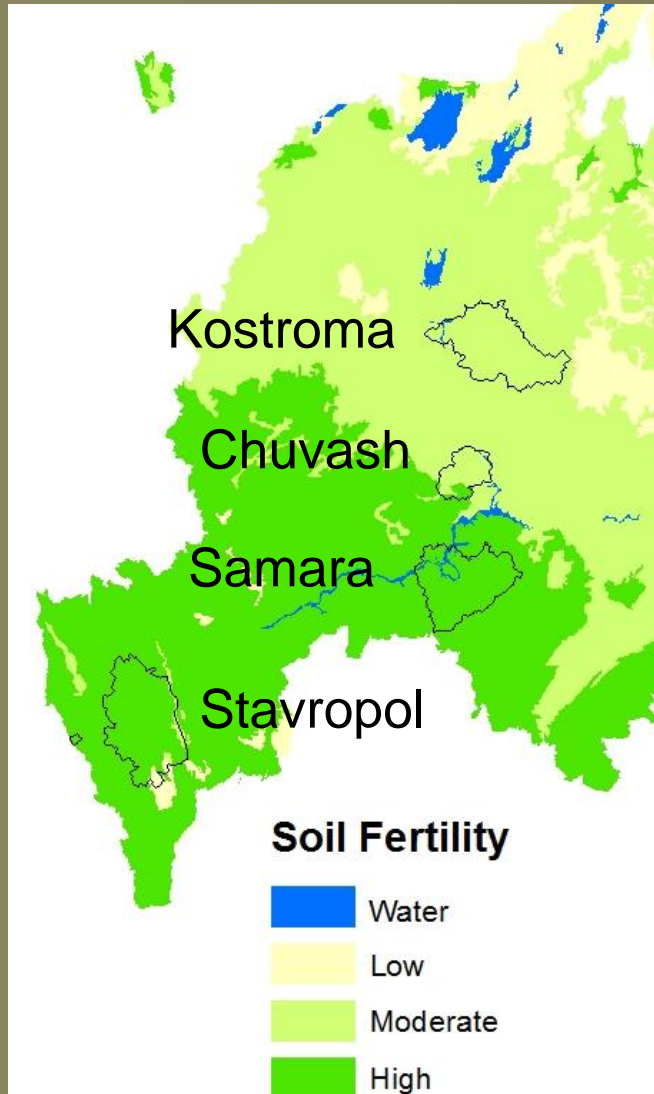 Kostroma
Chuvash
Samara
Stavropol
Soil Fertility
Water
Low
Moderate
High